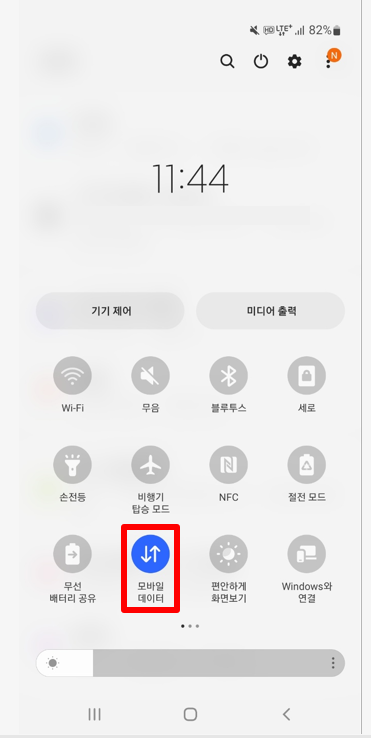 HD LTE+ 82%
N
11:44
기기 제어 미디어 출력
Wi-Fi 무음 블루투스 세로
손전등 비행기 탑승 모드 NFC 절전 모드
무선 배터리 공유 모바일 데이터 편안하게 화면보기 Windows와 연결